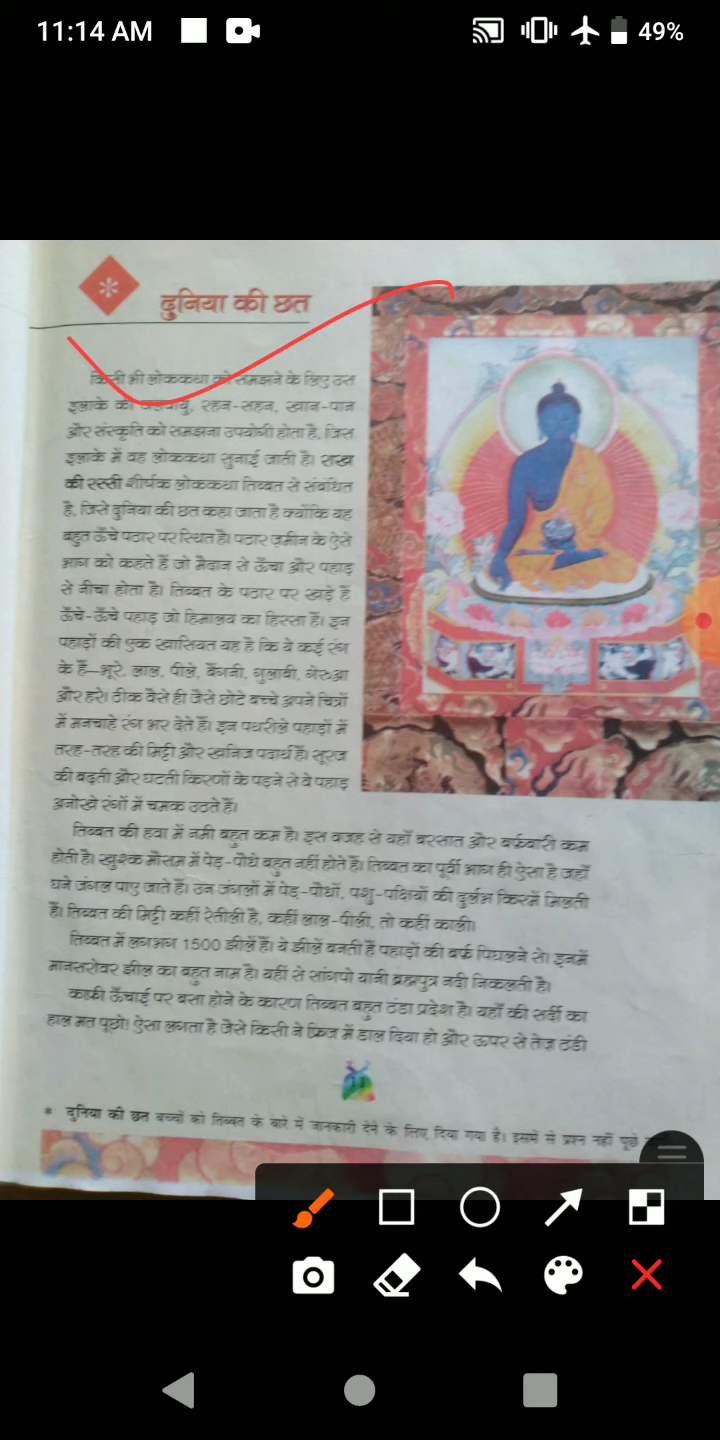 11:14 AM
49%
दुनिया की छत
किसी भी लोककथा को समझने के लिए उस
इलाके की जलवायु, रहन-सहन, खान-पान
और संस्कृति को समझना उपयोगी होता है, जिस
इलाके में वह लोककथा सुनाई जाती है। राख
की रस्सी शीर्षक लोककथा तिब्बत से संबंधित
है, जिसे दुनिया की छत कहा जाता है क्योंकि यह
बहुत ऊँचे पठार पर स्थित है। पठार ज़मीन के ऐसे
भाग को कहते हैं जो मैदान से ऊँचा और पहाड़
से नीचा होता है। तिब्बत के पठार पर खड़े हैं
ऊँचे-ऊँचे पहाड़ जो हिमालय का हिस्सा हैं। इन
पहाड़ों की एक खासियत यह है कि ये कई रंग
के हैं—भूरे, लाल, पीले, बैंगनी, गुलाबी, गेरुआ
और हरे। ठीक वैसे ही जैसे छोटे बच्चे अपने चित्रों
में मनचाहे रंग भर देते हैं। इन पथरीले पहाड़ों में
तरह-तरह की मिट्टी और खनिज पदार्थ हैं। सूरज
की बढ़ती और घटती किरणों के पड़ने से वे पहाड़
अनोखे रंगों में चमक उठते हैं।
तिब्बत की हवा में नमी बहुत कम है। इस वजह से यहाँ बरसात और बर्फबारी कम
होती है। खुश्क मौसम में पेड़-पौधे बहुत नहीं होते हैं। तिब्बत का पूर्वी भाग ही ऐसा है जहाँ
घने जंगल पाए जाते हैं। उन जंगलों में पेड़-पौधों, पशु-पक्षियों की दुर्लभ किस्में मिलती
हैं। तिब्बत की मिट्टी कहीं रेतीली है, कहीं लाल-पीली, तो कहीं काली।
तिब्बत में लगभग 1500 झीलें हैं। ये झीलें बनती हैं पहाड़ों की बर्फ पिघलने से। इनमें
मानसरोवर झील का बहुत नाम है। यहीं से सांगपो यानी ब्रह्मपुत्र नदी निकलती है।
काफ़ी ऊँचाई पर बसा होने के कारण तिब्बत बहुत ठंडा प्रदेश है। यहाँ की सर्दी का
हाल मत पूछो! ऐसा लगता है जैसे किसी ने फ्रिज में डाल दिया हो और ऊपर से तेज़ ठंडी
* दुनिया की छत बच्चों को तिब्बत के बारे में जानकारी देने के लिए दिया गया है। इसमें से प्रश्न नहीं पूछे